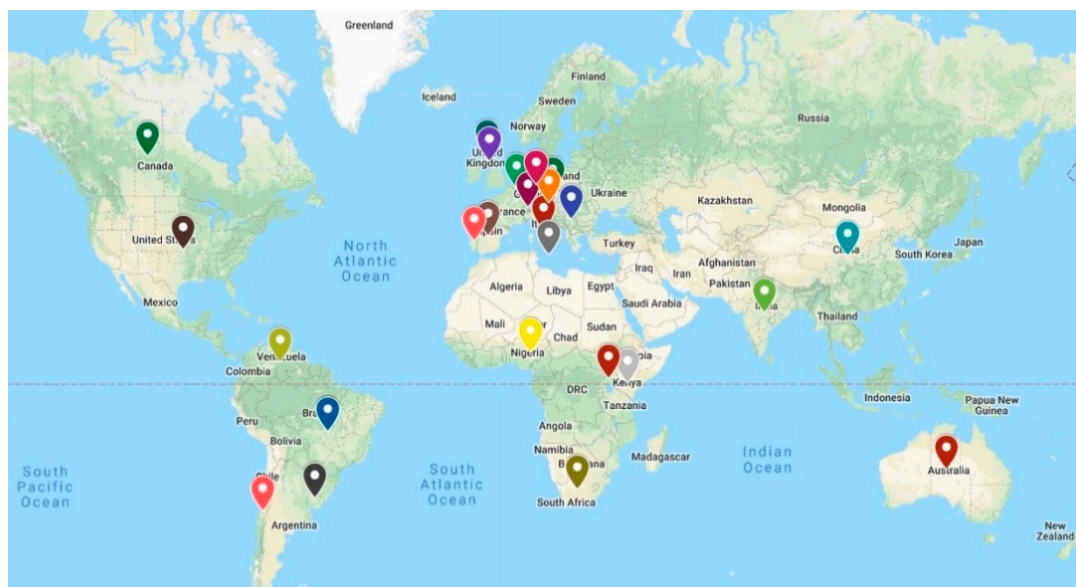 Greenland
Iceland
Finland
Sweden
Norway
Russia
Canada
United
Kingdom
Ukraine
Kazakhstan
Mongolia
United States
North
Atlantic
Ocean
Turkey
Afghanistan
South Korea
Japan
Iraq
Iran
Pakistan
Mexico
Algeria
Libya
Egypt
Saudi Arabia
Thailand
Mali
Chad
Sudan
Nigeria
Venezuela
Colombia
Kenya
DRC
Indonesia
Papua New
Guinea
Tanzania
Peru
Angola
Bolivia
Namibia
Madagascar
Indian
Ocean
South
Pacific
Ocean
South
Atlantic
Ocean
Australia
South Africa
Argentina
New
Zealand